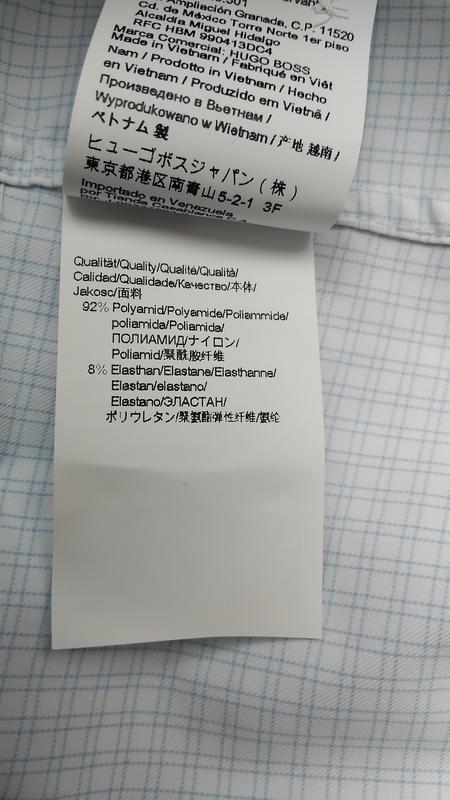 Ampliación Granada, C.P. 11520
Cd. de México Torre Norte 1er piso
Alcaldía Miguel Hidalgo
RFC HBM 990413DC4
Marca Comercial: HUGO BOSS
Made in Vietnam / Fabriqué en Viêt
Nam / Prodotto in Vietnam / Hecho
en Vietnam / Produzido em Vietnã /
Произведено в Вьетнам /
Wyprodukowano w Wietnam / 产地 越南 /
ベトナム 製
ヒューゴボスジャパン ( 株 )
東京都港区南青山5-2-1 3F
Importado en Venezuela
por Tienda Casablanca
Qualität/Quality/Qualité/Qualità/
Calidad/Qualidade/Качество/本体/
Jakosc/面料
92% Polyamid/Polyamide/Poliammide/
poliamida/Poliamida/
ПОЛИАМИД/ナイロン/
Poliamid/聚酰胺纤维
8% Elasthan/Elastane/Elasthanne/
Elastan/elastano/
Elastano/ЭЛАСТАН/
ポリウレタン/聚氨酯弹性纤维/氨纶